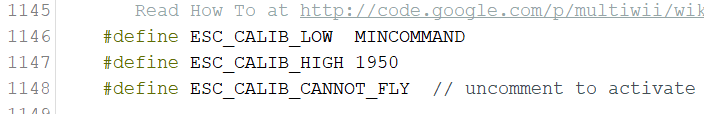 1145 Read How To at http://code.google.com/p/multiwii/wik
1146 #define ESC_CALIB_LOW  MINCOMMAND
1147 #define ESC_CALIB_HIGH 1950
1148 #define ESC_CALIB_CANNOT_FLY  // uncomment to activate
1149